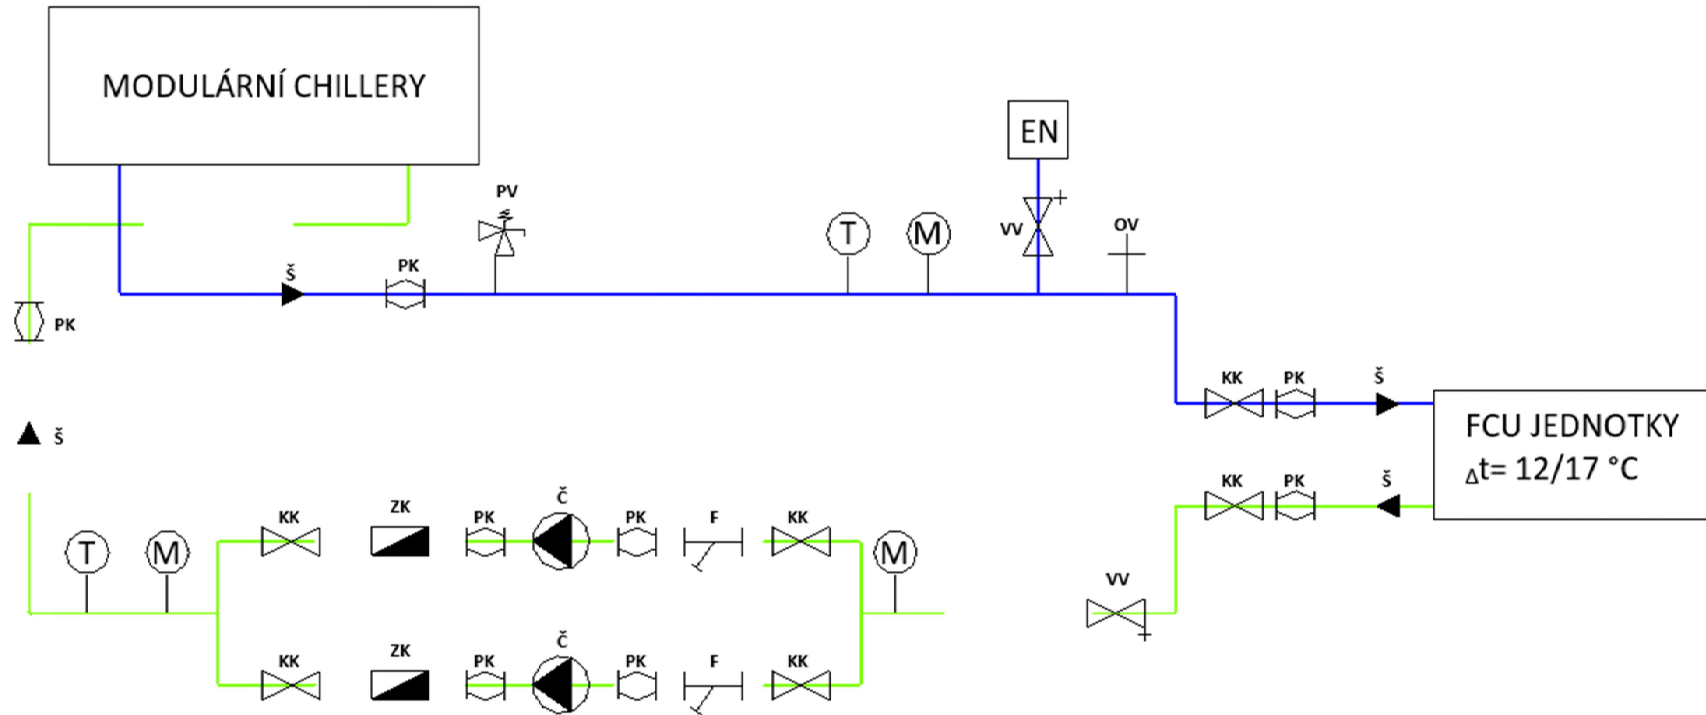 MODULÁRNÍ CHILLERY
EN
PV
T
M
VV
OV
Š
PK
PK
KK
PK
Š
FCU JEDNOTKY
Δt= 12/17 °C
Š
KK
PK
Š
T
M
KK
ZK
PK
Č
PK
F
KK
M
VV
KK
ZK
PK
Č
PK
F
KK